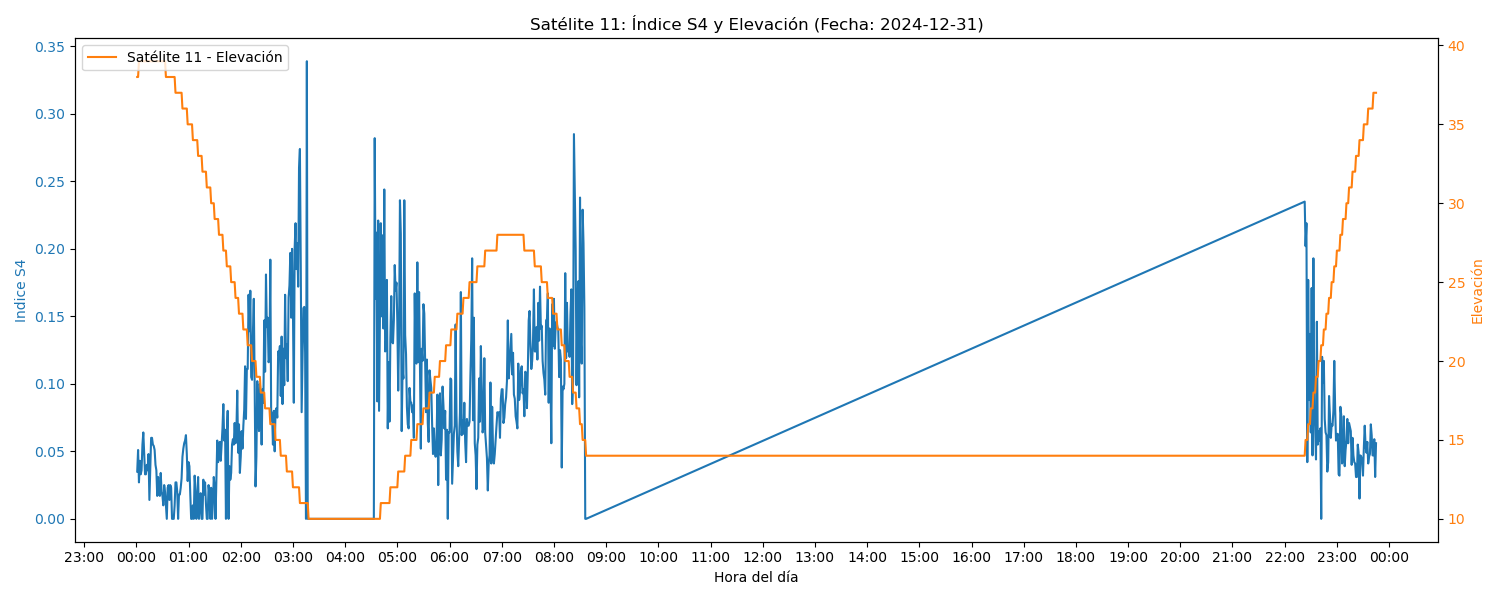 Satélite 11: Índice S4 y Elevación (Fecha: 2024-12-31)
Satélite 11 - Elevación
0.35
0.30
0.25
0.20
0.15
0.10
0.05
0.00
Indice S4
40
35
30
25
20
15
10
Elevación
23:00 00:00 01:00 02:00 03:00 04:00 05:00 06:00 07:00 08:00 09:00 10:00 11:00 12:00 13:00 14:00 15:00 16:00 17:00 18:00 19:00 20:00 21:00 22:00 23:00 00:00
Hora del día